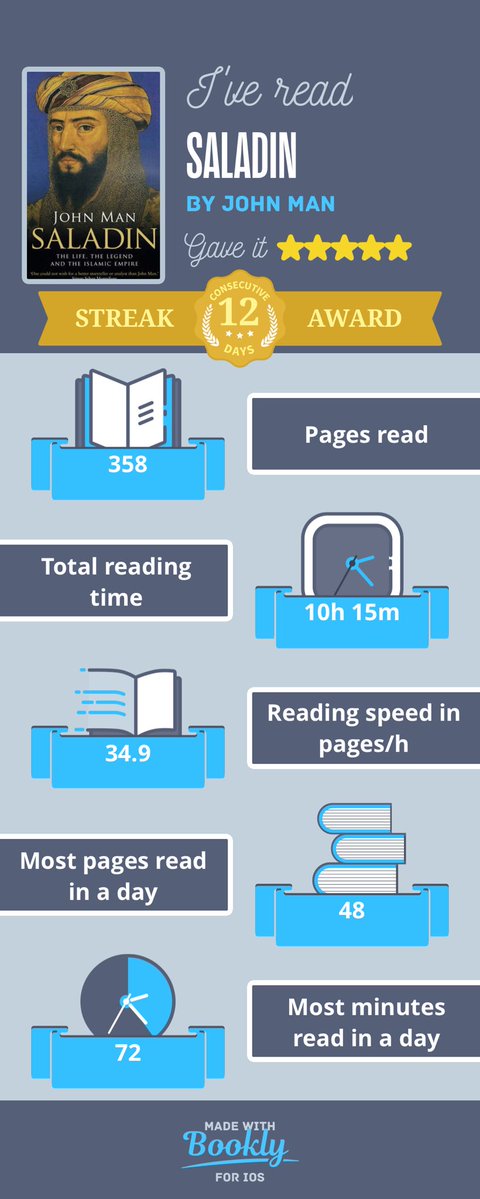 I've read
SALADIN
BY JOHN MAN
Gave it
JOHN MAN
SALADIN
THE LIFE, THE LEGEND
AND THE ISLAMIC EMPIRE
CONSECUTIVE
STREAK 12 AWARD
DAYS
358
Pages read
Total reading
time
10h 15m
Reading speed in
pages/h
34.9
Most pages read
in a day
48
Most minutes
read in a day
72
MADE WITH
Bookly
FOR IOS